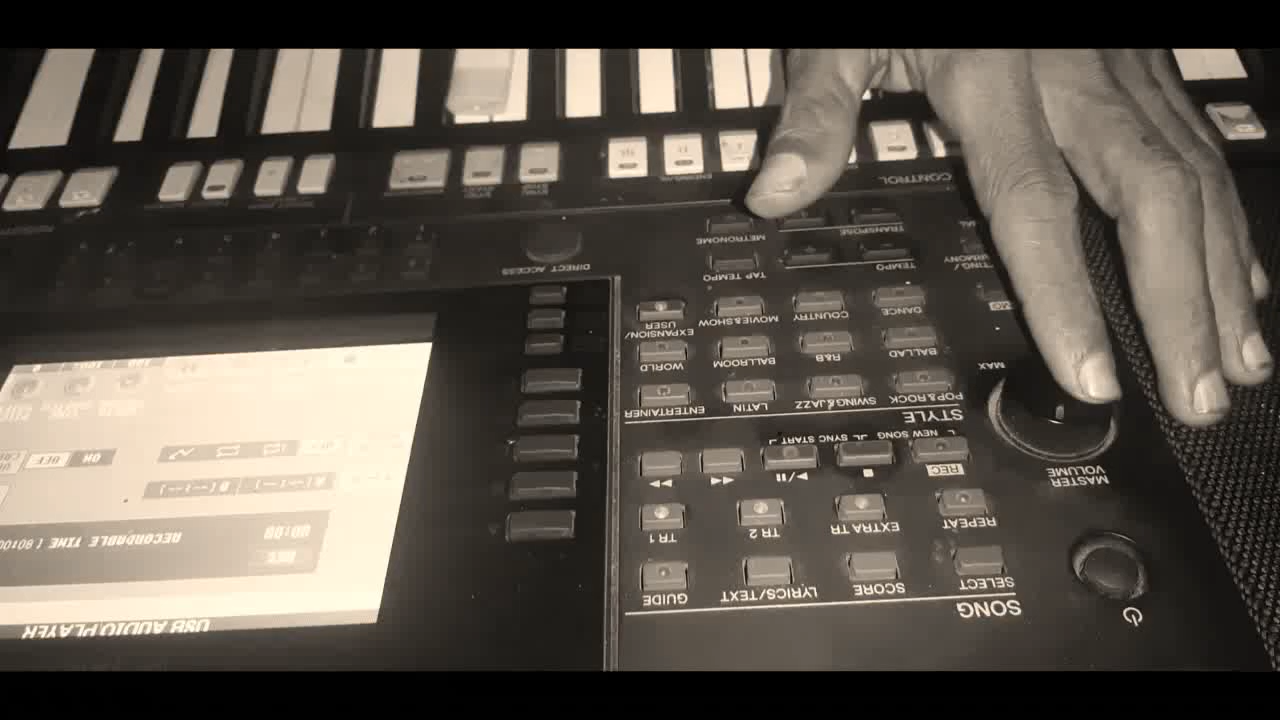 SONG
SELECT
SCORE
LYRICS/TEXT
GUIDE
REPEAT
EXTRA TR
TR 2
TR 1
MASTER
VOLUME
MAX
REC
NEW SONG
SYNC START
STYLE
POP&ROCK
SWING&JAZZ
LATIN
ENTERTAINER
BALLAD
R&B
BALLROOM
WORLD
DANCE
COUNTRY
MOVIE&SHOW
EXPANSION/
USER
TEMPO
TAP TEMPO
TRANSPOSE
METRONOME
CONTROL
DIRECT ACCESS
USB AUDIO PLAYER
RECORDABLE TIME
00:00
ON
OFF